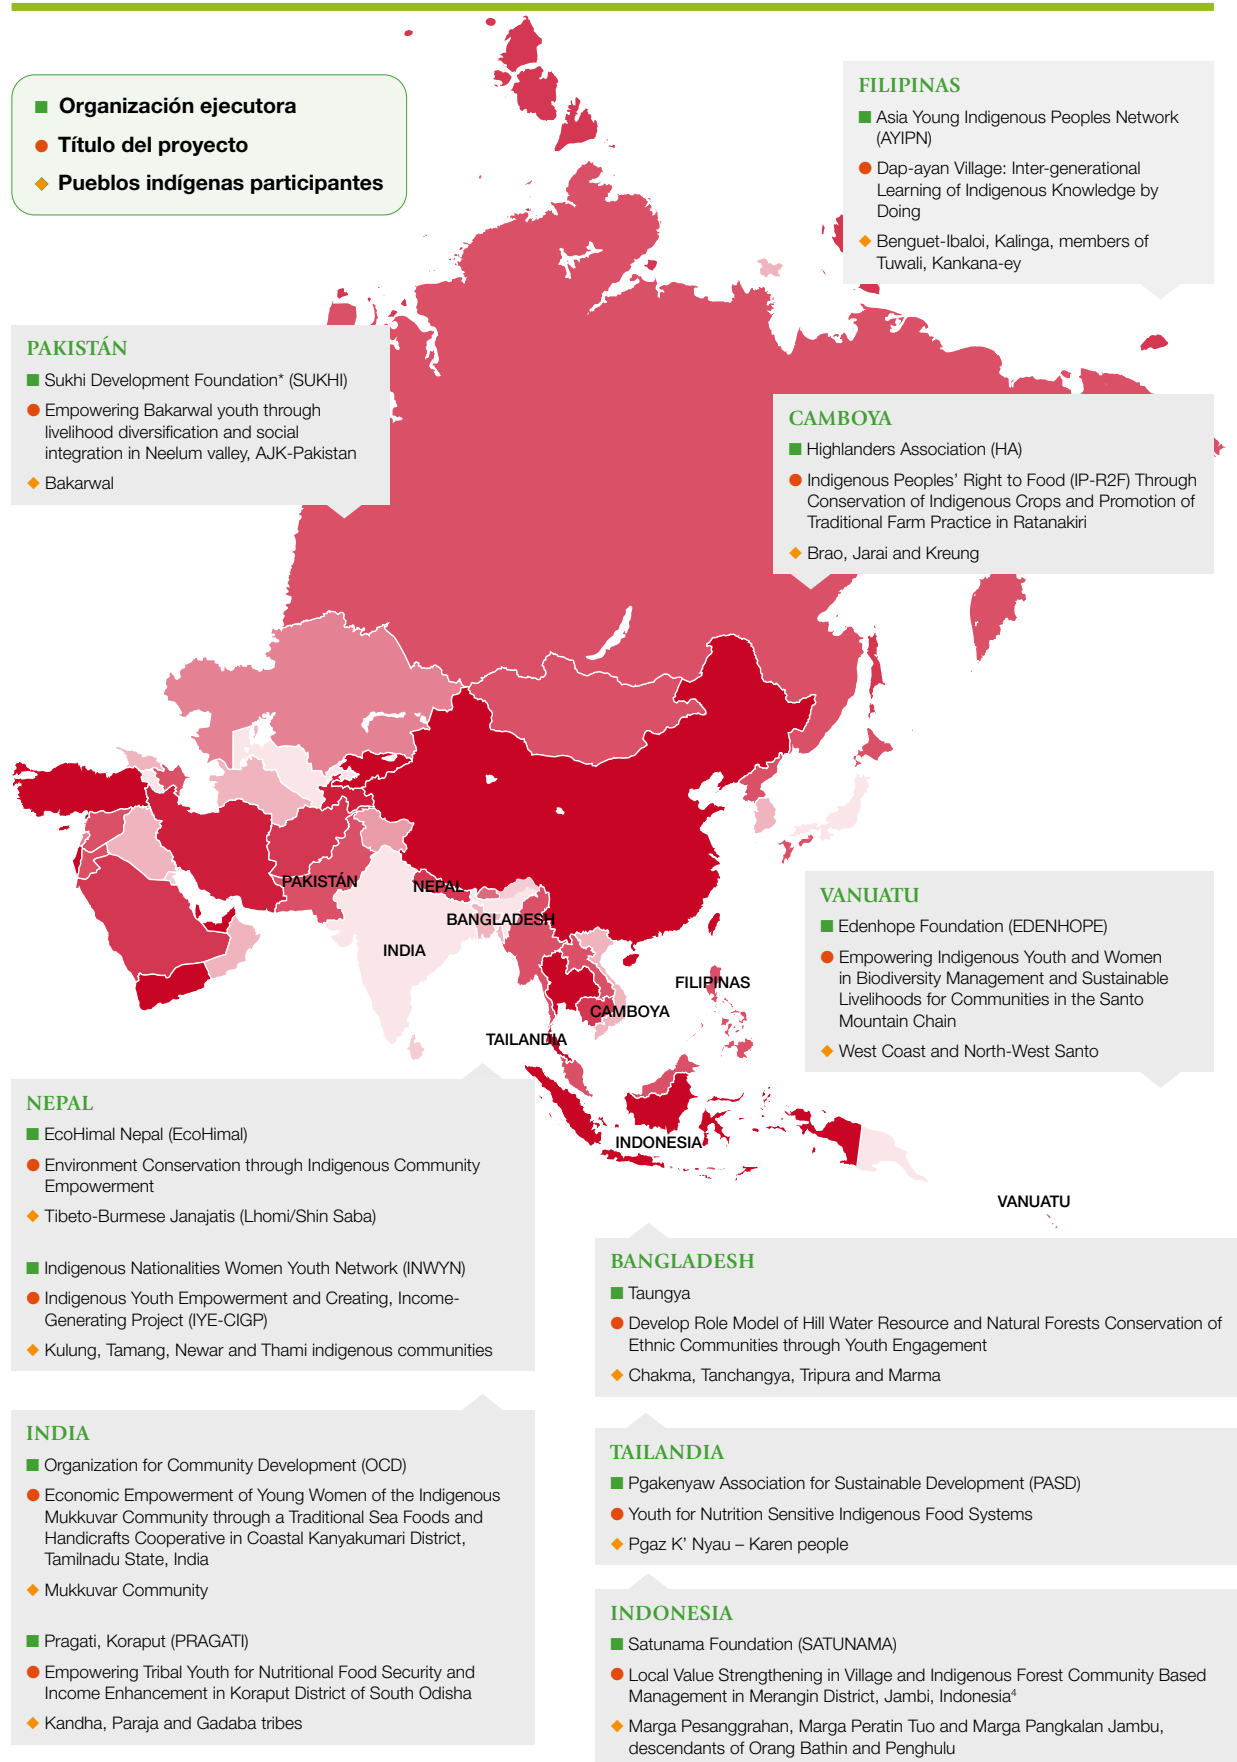 Organización ejecutora
Título del proyecto
Pueblos indígenas participantes
FILIPINAS
Asia Young Indigenous Peoples Network
(AYIPN)
Dap-ayan Village: Inter-generational
Learning of Indigenous Knowledge by
Doing
Benguet-Ibaloi, Kalinga, members of
Tuwali, Kankana-ey
PAKISTÁN
Sukhi Development Foundation* (SUKHI)
Empowering Bakarwal youth through
livelihood diversification and social
integration in Neelum valley, AJK-Pakistan
Bakarwal
CAMBOYA
Highlanders Association (HA)
Indigenous Peoples' Right to Food (IP-R2F) Through
Conservation of Indigenous Crops and Promotion of
Traditional Farm Practice in Ratanakiri
Brao, Jarai and Kreung
PAKISTÁN
NEPAL
BANGLADESH
INDIA
FILIPINAS
CAMBOYA
TAILANDIA
INDONESIA
VANUATU
VANUATU
Edenhope Foundation (EDENHOPE)
Empowering Indigenous Youth and Women
in Biodiversity Management and Sustainable
Livelihoods for Communities in the Santo
Mountain Chain
West Coast and North-West Santo
NEPAL
EcoHimal Nepal (EcoHimal)
Environment Conservation through Indigenous Community
Empowerment
Tibeto-Burmese Janajatis (Lhomi/Shin Saba)
Indigenous Nationalities Women Youth Network (INWYN)
Indigenous Youth Empowerment and Creating, Income-
Generating Project (IYE-CIGP)
Kulung, Tamang, Newar and Thami indigenous communities
INDIA
Organization for Community Development (OCD)
Economic Empowerment of Young Women of the Indigenous
Mukkuvar Community through a Traditional Sea Foods and
Handicrafts Cooperative in Coastal Kanyakumari District,
Tamilnadu State, India
Mukkuvar Community
Pragati, Koraput (PRAGATI)
Empowering Tribal Youth for Nutritional Food Security and
Income Enhancement in Koraput District of South Odisha
Kandha, Paraja and Gadaba tribes
BANGLADESH
Taungya
Develop Role Model of Hill Water Resource and Natural Forests Conservation of
Ethnic Communities through Youth Engagement
Chakma, Tanchangya, Tripura and Marma
TAILANDIA
Pgakenyaw Association for Sustainable Development (PASD)
Youth for Nutrition Sensitive Indigenous Food Systems
Pgaz K' Nyau – Karen people
INDONESIA
Satunama Foundation (SATUNAMA)
Local Value Strengthening in Village and Indigenous Forest Community Based
Management in Merangin District, Jambi, Indonesia⁴
Marga Pesanggrahan, Marga Peratin Tuo and Marga Pangkalan Jambu,
descendants of Orang Bathin and Penghulu